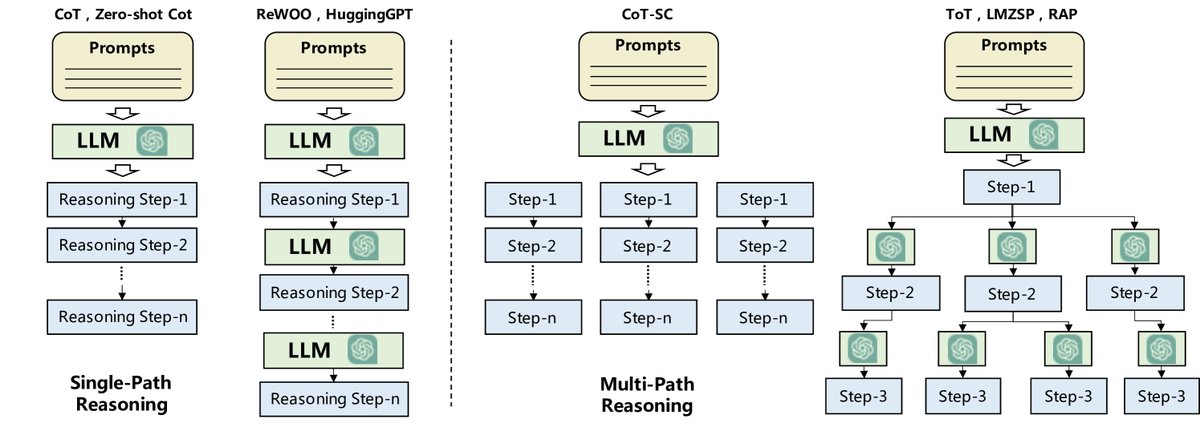 CoT , Zero-shot Cot
Prompts
LLM
Reasoning Step-1
Reasoning Step-2
Reasoning Step-n
Single-Path
Reasoning
ReWOO , HuggingGPT
Prompts
LLM
Reasoning Step-1
LLM
Reasoning Step-2
LLM
Reasoning Step-n
CoT-SC
Prompts
LLM
Step-1
Step-1
Step-1
Step-2
Step-2
Step-2
Step-n
Step-n
Step-n
Multi-Path
Reasoning
ToT , LMZSP , RAP
Prompts
LLM
Step-1
Step-2
Step-2
Step-2
Step-3
Step-3
Step-3
Step-3